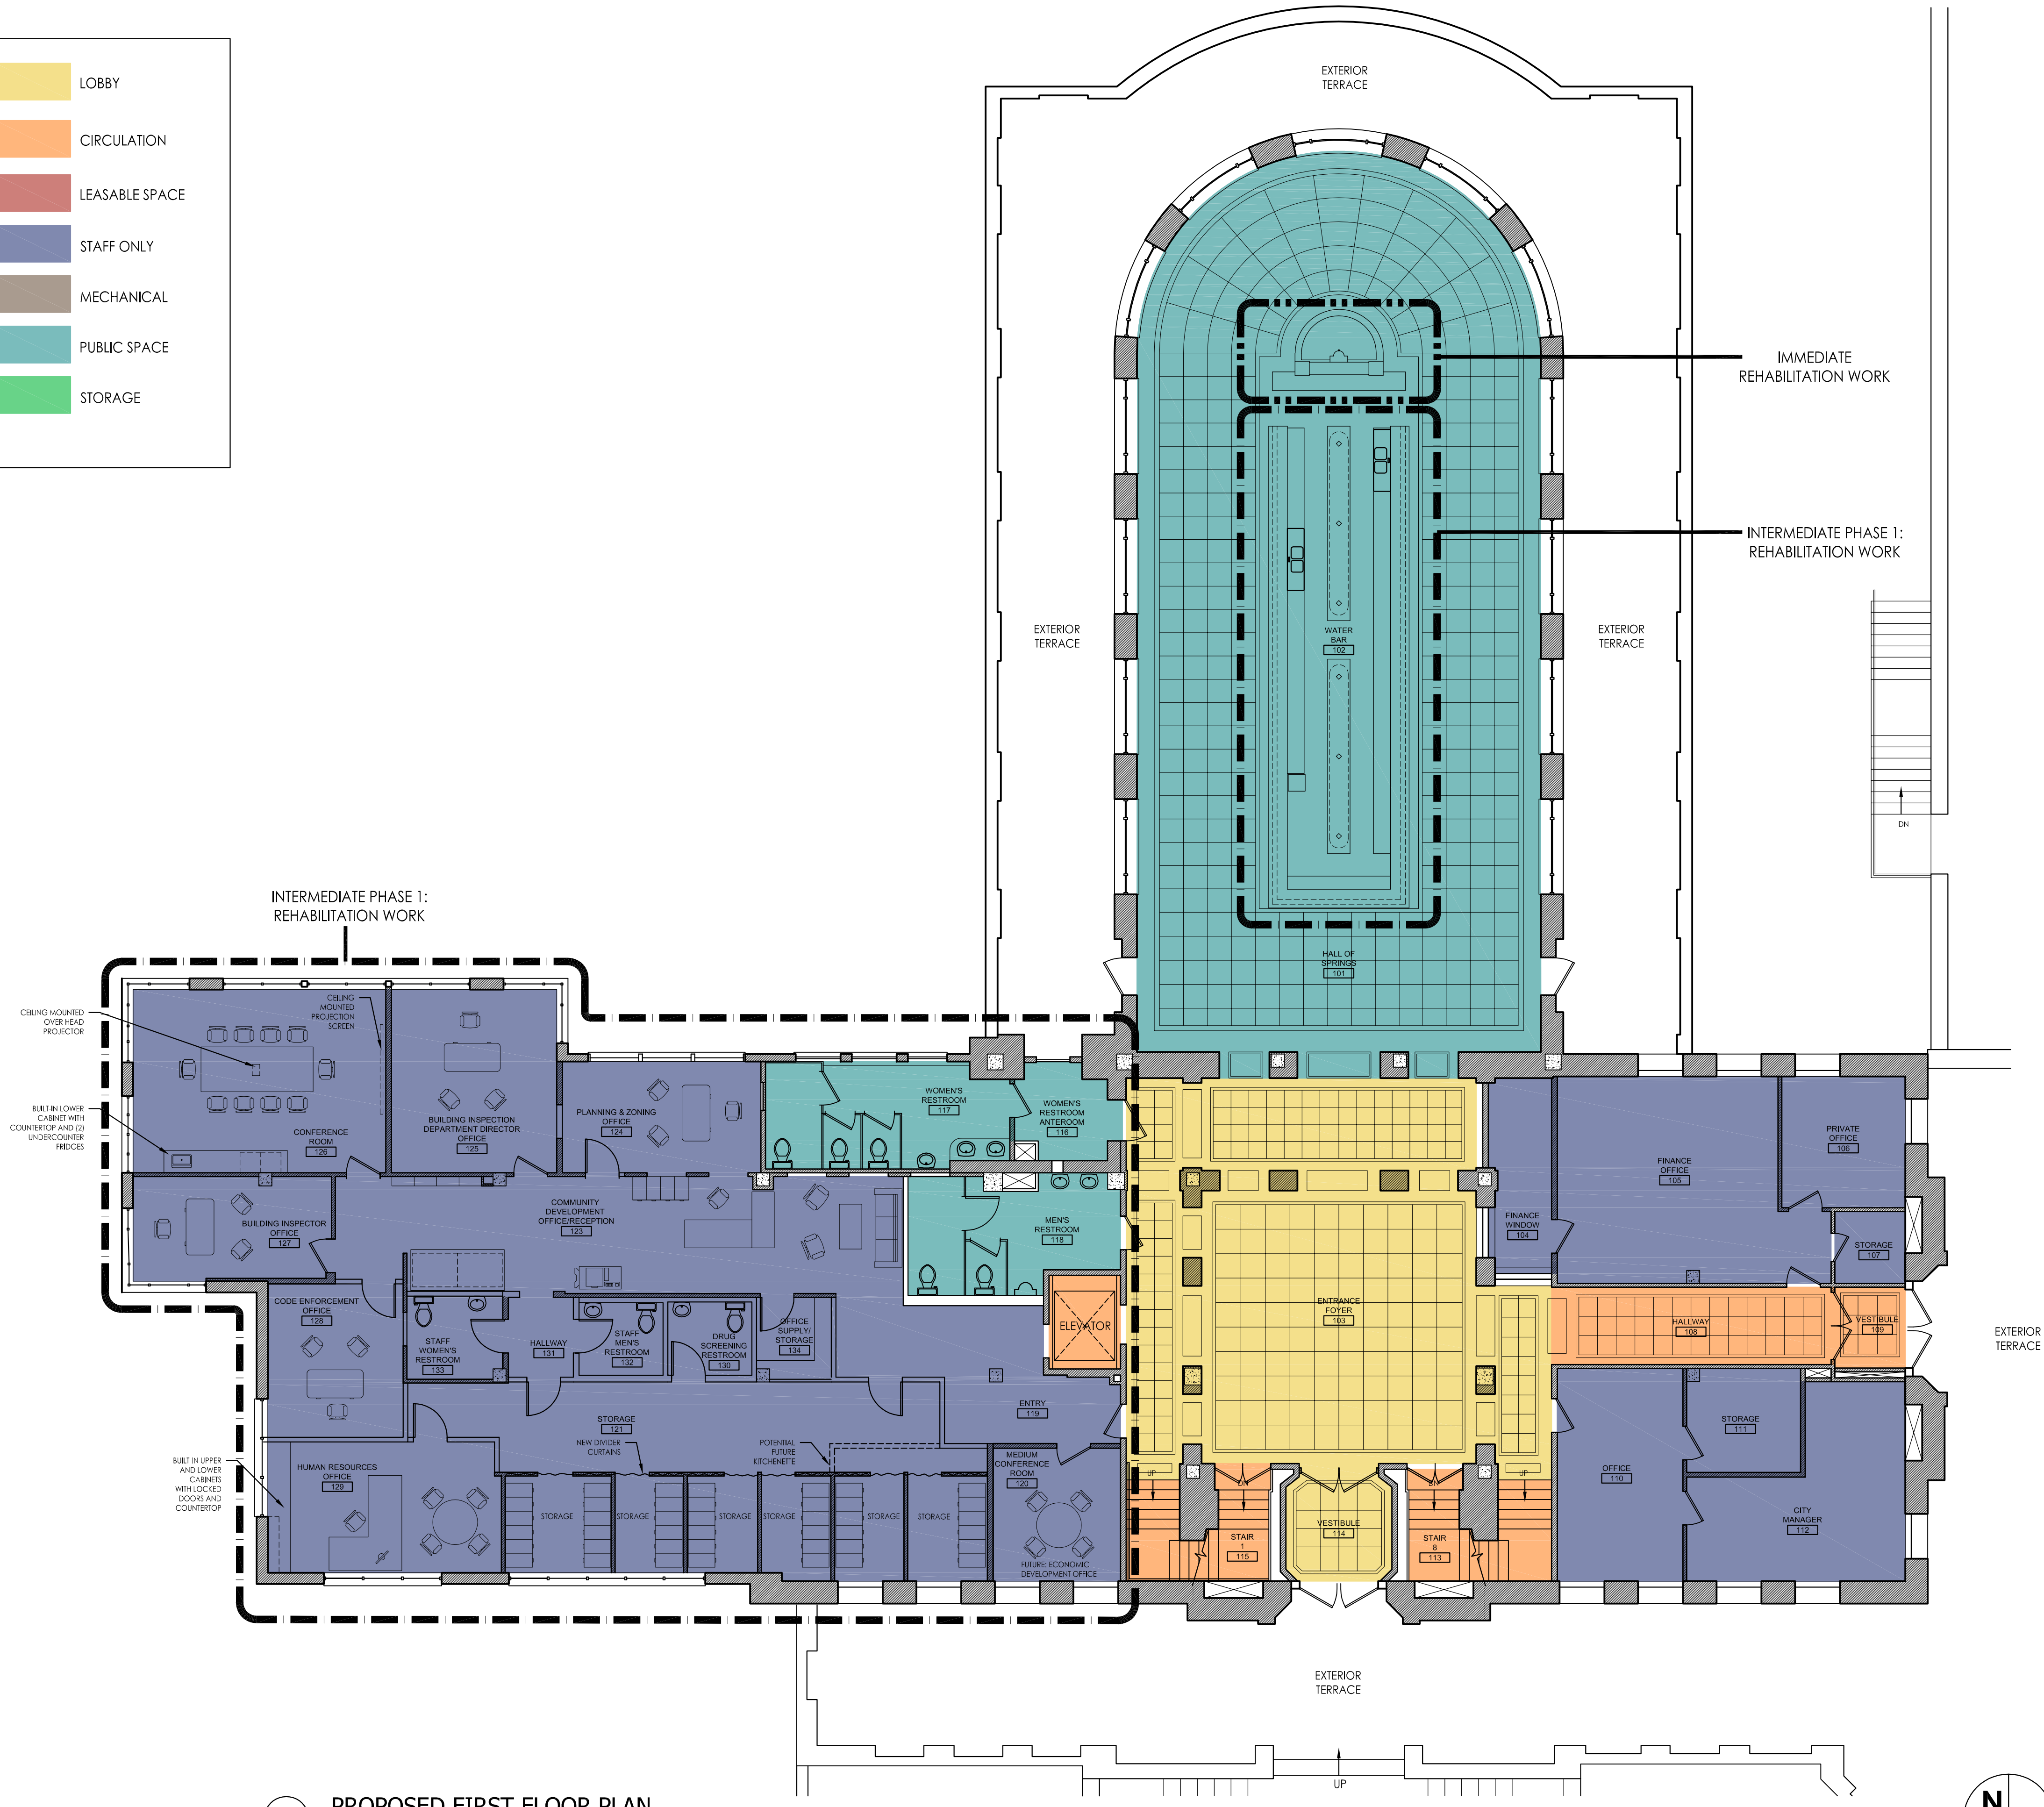 LOBBY
CIRCULATION
LEASABLE SPACE
STAFF ONLY
MECHANICAL
PUBLIC SPACE
STORAGE
EXTERIOR
TERRACE
IMMEDIATE
REHABILITATION WORK
INTERMEDIATE PHASE 1:
REHABILITATION WORK
EXTERIOR
TERRACE
WATER
BAR
102
EXTERIOR
TERRACE
DN
HALL OF
SPRINGS
101
INTERMEDIATE PHASE 1:
REHABILITATION WORK
CEILING MOUNTED
OVER HEAD
PROJECTOR
CEILING
MOUNTED
PROJECTION
SCREEN
BUILT-IN LOWER
CABINET WITH
COUNTERTOP AND (2)
UNDERCOUNTER
FRIDGES
CONFERENCE
ROOM
126
BUILDING INSPECTION
DEPARTMENT DIRECTOR
OFFICE
125
PLANNING & ZONING
OFFICE
124
WOMEN'S
RESTROOM
117
WOMEN'S
RESTROOM
ANTEROOM
116
PRIVATE
OFFICE
106
FINANCE
OFFICE
105
FINANCE
WINDOW
104
STORAGE
107
BUILDING INSPECTOR
OFFICE
127
COMMUNITY
DEVELOPMENT
OFFICE/RECEPTION
123
MEN'S
RESTROOM
118
CODE ENFORCEMENT
OFFICE
128
STAFF
WOMEN'S
RESTROOM
133
HALLWAY
131
STAFF
MEN'S
RESTROOM
132
DRUG
SCREENING
RESTROOM
130
OFFICE
SUPPLY/
STORAGE
134
ELEVATOR
ENTRANCE
FOYER
103
HALLWAY
108
VESTIBULE
109
EXTERIOR
TERRACE
ENTRY
119
STORAGE
121
NEW DIVIDER
CURTAINS
POTENTIAL
FUTURE
KITCHENETTE
MEDIUM
CONFERENCE
ROOM
120
FUTURE: ECONOMIC
DEVELOPMENT OFFICE
BUILT-IN UPPER
AND LOWER
CABINETS
WITH LOCKED
DOORS AND
COUNTERTOP
HUMAN RESOURCES
OFFICE
129
STORAGE
STORAGE
STORAGE
STORAGE
STORAGE
STORAGE
UP
DN
STAIR
1
115
VESTIBULE
114
DN
STAIR
8
113
UP
OFFICE
110
STORAGE
111
CITY
MANAGER
112
EXTERIOR
TERRACE
UP
PROPOSED FIRST FLOOR PLAN
N